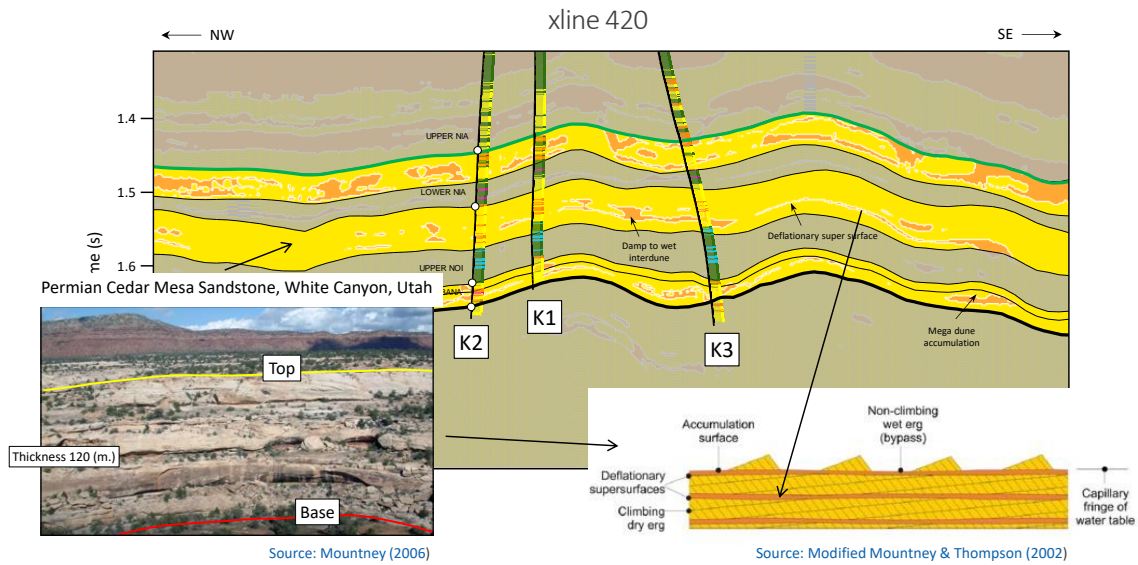 xline 420
NW
SE
1.4
1.5
1.6
me (s)
UPPER NIA
LOWER NIA
UPPER NOI
ANA
Damp to wet
interdune
Deflationary super surface
Mega dune
accumulation
K2
K1
K3
Permian Cedar Mesa Sandstone, White Canyon, Utah
Top
Thickness 120 (m.)
Base
Source: Mountney (2006)
Accumulation
surface
Non-climbing
wet erg
(bypass)
Deflationary
supersurfaces
Climbing
dry erg
Capillary
fringe of
water table
Source: Modified Mountney & Thompson (2002)